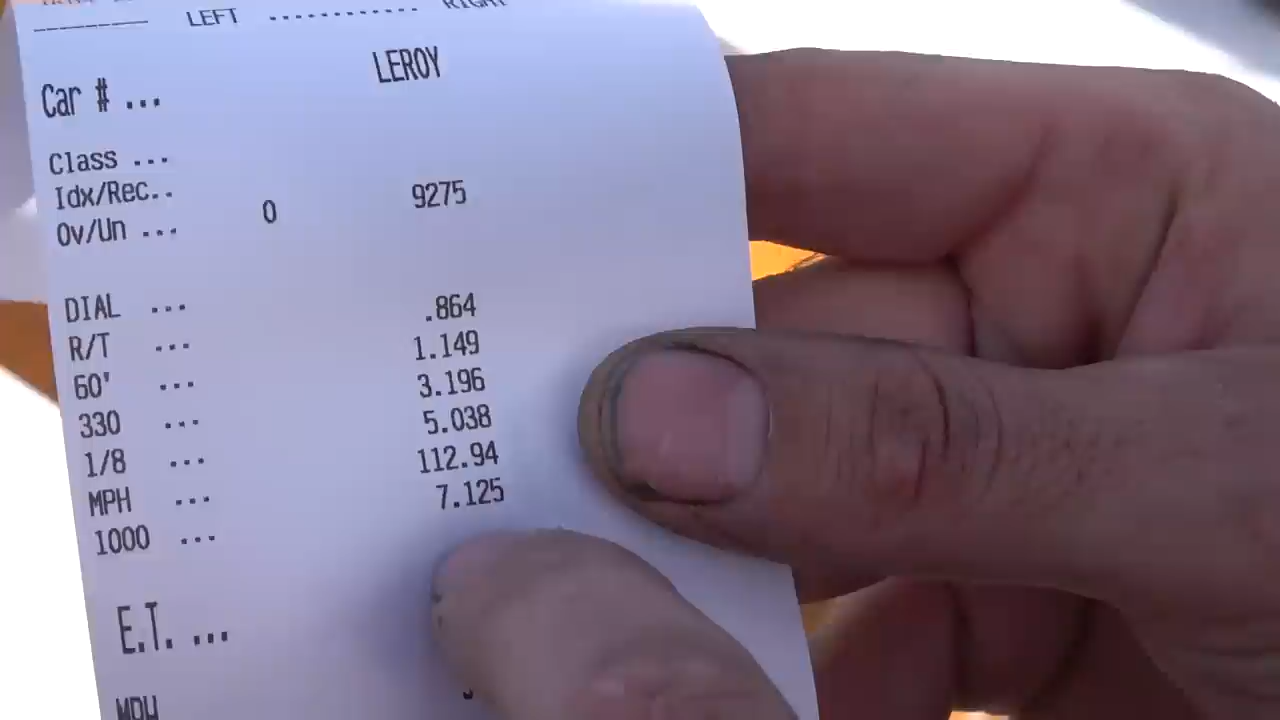 LEFT ............ RIGHT
Car # ... LEROY
Class ...
Idx/Rec.. 9275
Ov/Un ... 0
DIAL ... .864
R/T ... 1.149
60' ... 3.196
330 ... 5.038
1/8 ... 112.94
MPH ... 7.125
1000 ...
E.T. ...
MPH